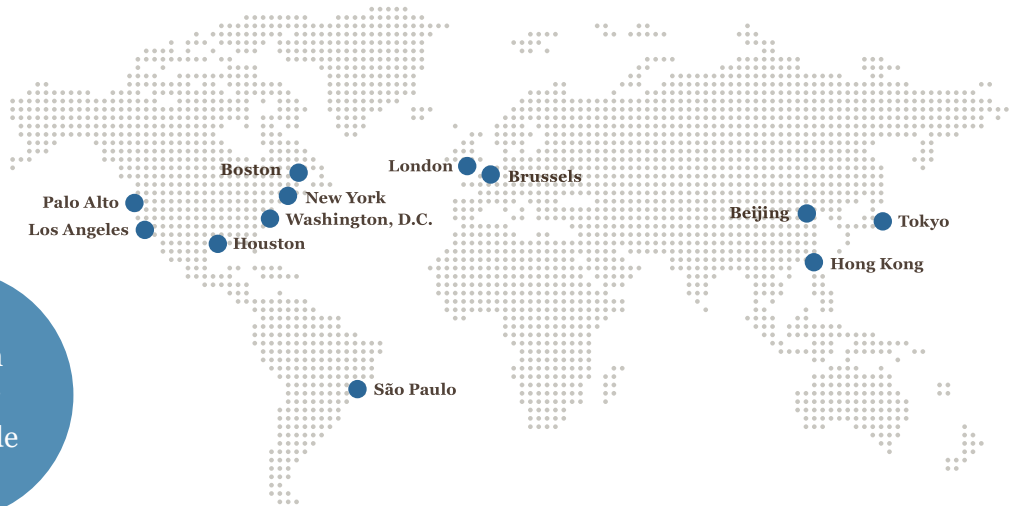 London
Boston
Brussels
Palo Alto
New York
Beijing
Washington, D.C.
Tokyo
Los Angeles
Houston
Hong Kong
São Paulo